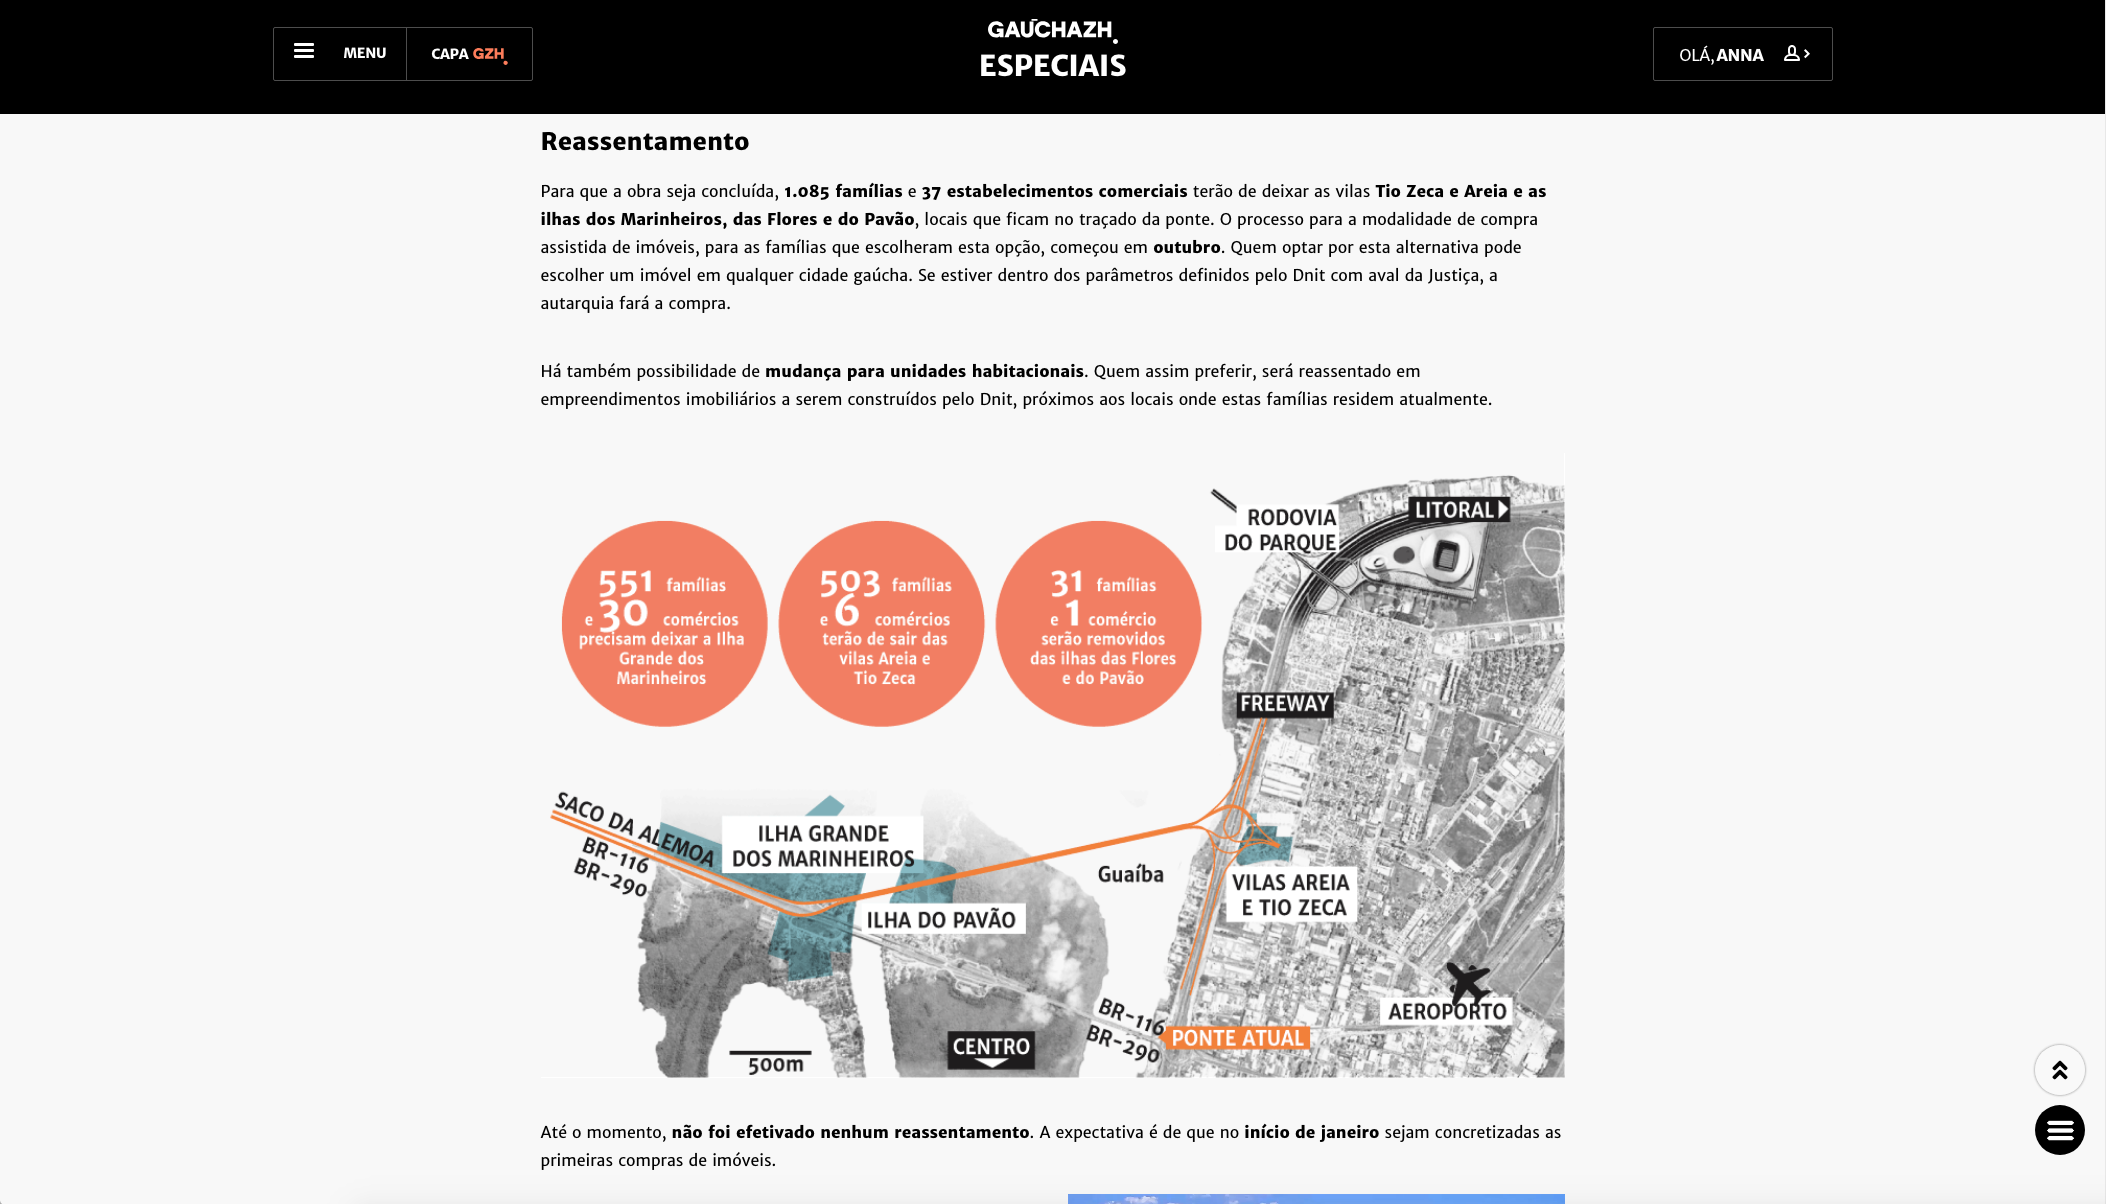 MENU
CAPA GZH.
GAÚCHAZH.
ESPECIAIS
OLÁ, ANNA
Reassentamento
Para que a obra seja concluída, 1.085 famílias e 37 estabelecimentos comerciais terão de deixar as vilas Tio Zeca e Areia e as
ilhas dos Marinheiros, das Flores e do Pavão, locais que ficam no traçado da ponte. O processo para a modalidade de compra
assistida de imóveis, para as famílias que escolheram esta opção, começou em outubro. Quem optar por esta alternativa pode
escolher um imóvel em qualquer cidade gaúcha. Se estiver dentro dos parâmetros definidos pelo Dnit com aval da Justiça, a
autarquia fará a compra.
Há também possibilidade de mudança para unidades habitacionais. Quem assim preferir, será reassentado em
empreendimentos imobiliários a serem construídos pelo Dnit, próximos aos locais onde estas famílias residem atualmente.
551 famílias
e 30 comércios
precisam deixar a Ilha
Grande dos
Marinheiros
503 famílias
e 6 comércios
terão de sair das
vilas Areia e
Tio Zeca
31 famílias
e 1 comércio
serão removidos
das ilhas das Flores
e do Pavão
RODOVIA
DO PARQUE
LITORAL
FREEWAY
SACO DA ALEMOA
BR-116
BR-290
ILHA GRANDE
DOS MARINHEIROS
Guaíba
VILAS AREIA
E TIO ZECA
ILHA DO PAVÃO
AEROPORTO
BR-116
BR-290
PONTE ATUAL
CENTRO
500m
Até o momento, não foi efetivado nenhum reassentamento. A expectativa é de que no início de janeiro sejam concretizadas as
primeiras compras de imóveis.